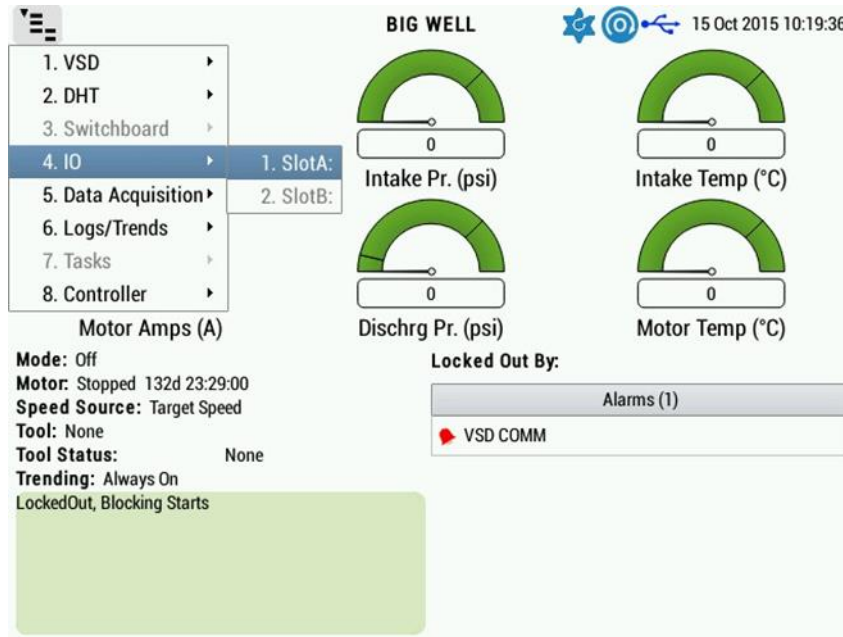 BIG WELL
15 Oct 2015 10:19:36
1. VSD
2. DHT
3. Switchboard
4. IO
5. Data Acquisition
6. Logs/Trends
7. Tasks
8. Controller
1. SlotA:
2. SlotB:
0
Intake Pr. (psi)
0
Intake Temp (°C)
0
Dischrg Pr. (psi)
0
Motor Temp (°C)
Motor Amps (A)
Mode: Off
Motor: Stopped 132d 23:29:00
Speed Source: Target Speed
Tool: None
Tool Status: None
Trending: Always On
LockedOut, Blocking Starts
Locked Out By:
Alarms (1)
VSD COMM